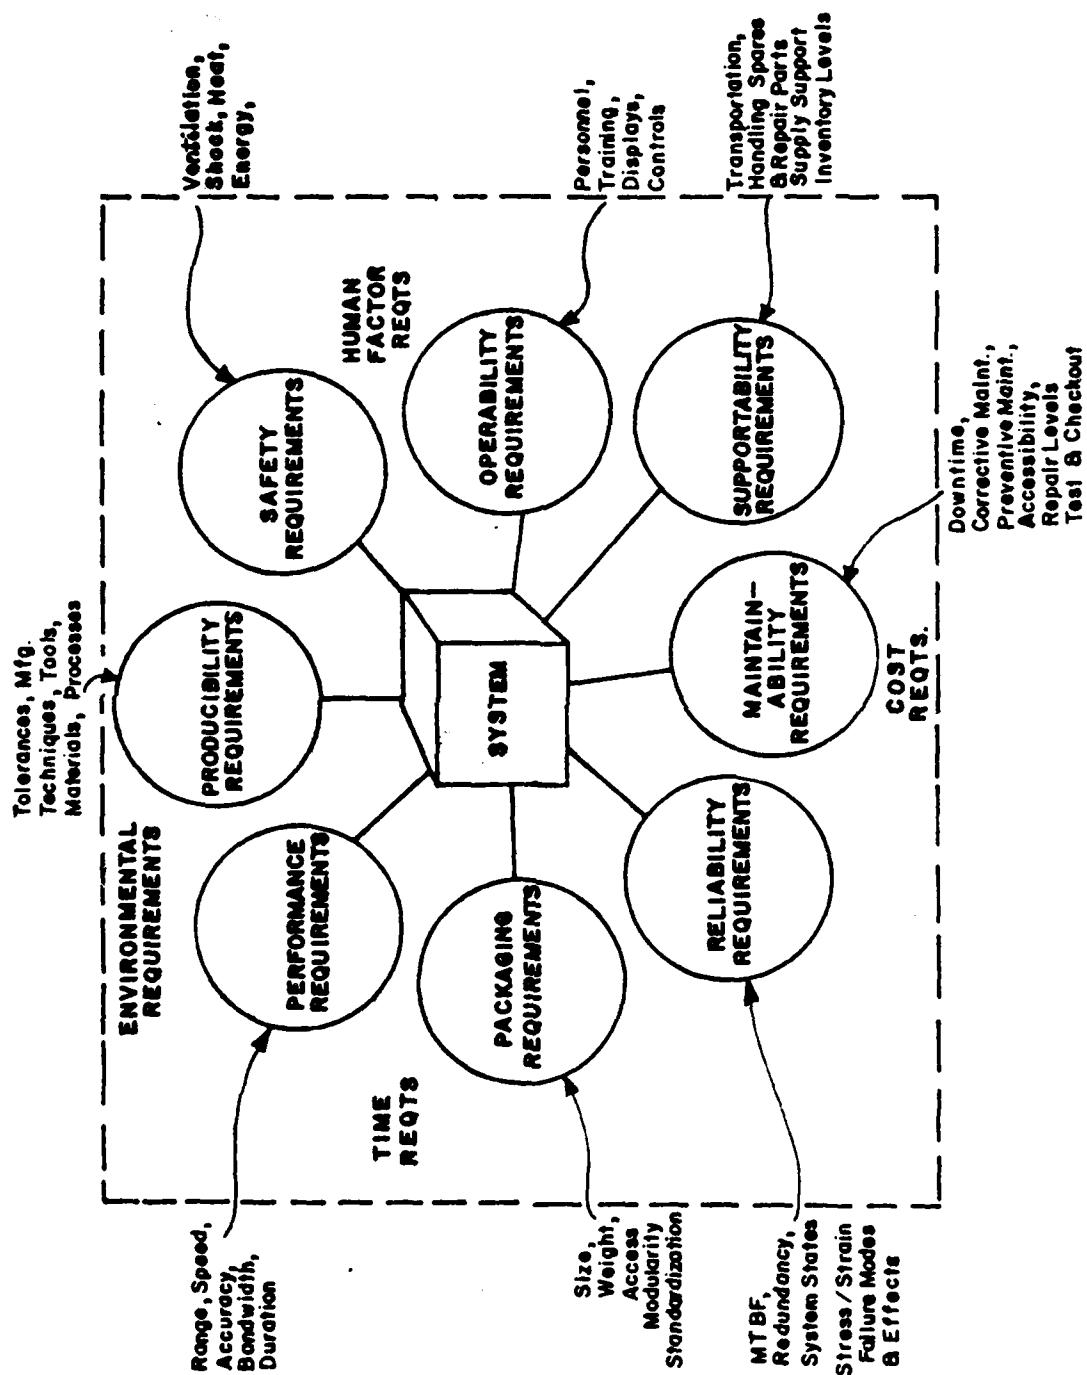 Tolerances, Mfg.
Techniques, Tools,
Materials, Processes
Range, Speed,
Accuracy,
Bandwidth,
Duration
ENVIRONMENTAL
REQUIREMENTS
PRODUCIBILITY
REQUIREMENTS
Ventilation,
Shock, Heat,
Energy,
PERFORMANCE
REQUIREMENTS
SAFETY
REQUIREMENTS
TIME
REQTS
HUMAN
FACTOR
REQTS
Size,
Weight,
Access
Modularity
Standardization
PACKAGING
REQUIREMENTS
SYSTEM
OPERABILITY
REQUIREMENTS
Personnel,
Training,
Displays,
Controls
RELIABILITY
REQUIREMENTS
MAINTAIN-
ABILITY
REQUIREMENTS
SUPPORTABILITY
REQUIREMENTS
MTBF,
Redundancy,
System States
Stress / Strain
Failure Modes
& Effects
COST
REQTS.
Transportation,
Handling Spares
& Repair Parts
Supply Support
Inventory Levels
Downtime,
Corrective Maint.,
Preventive Maint.,
Accessibility,
Repair Levels
Test & Checkout